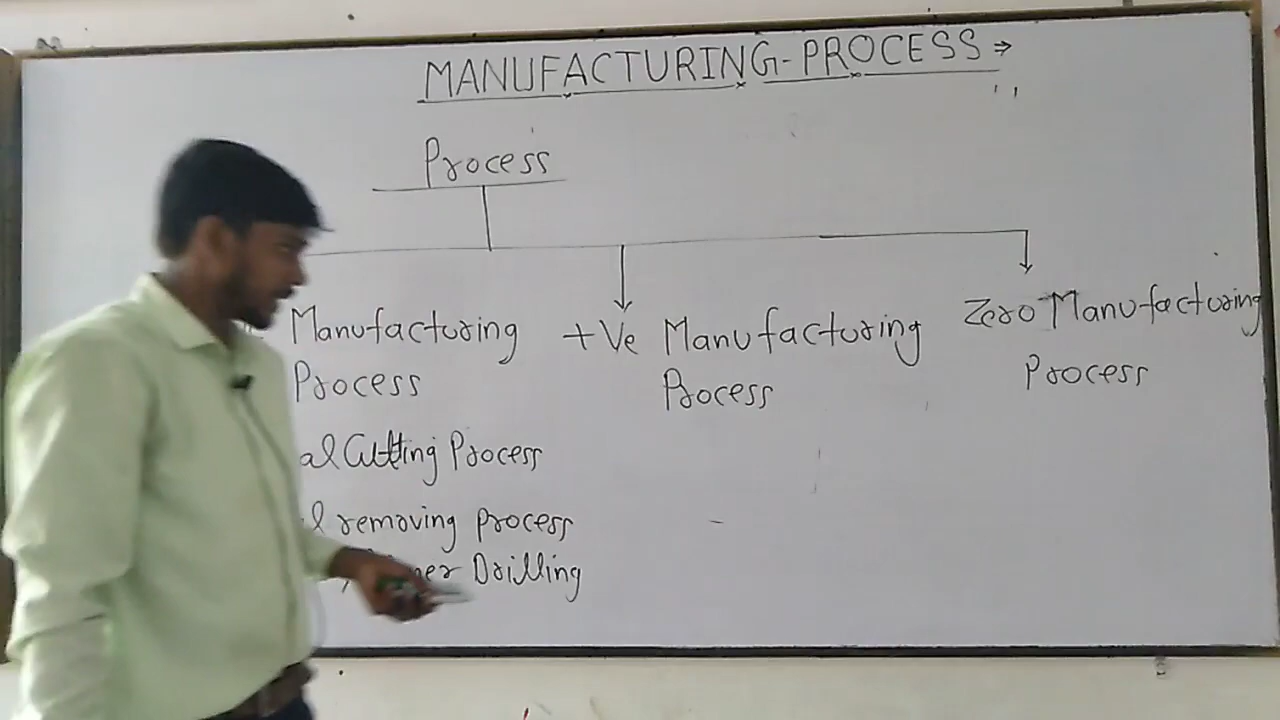 MANUFACTURING-PROCESS ⇒
Process
Manufacturing Process
+Ve Manufacturing Process
Zero Manufacturing Process
Cutting Process
removing process
Drilling